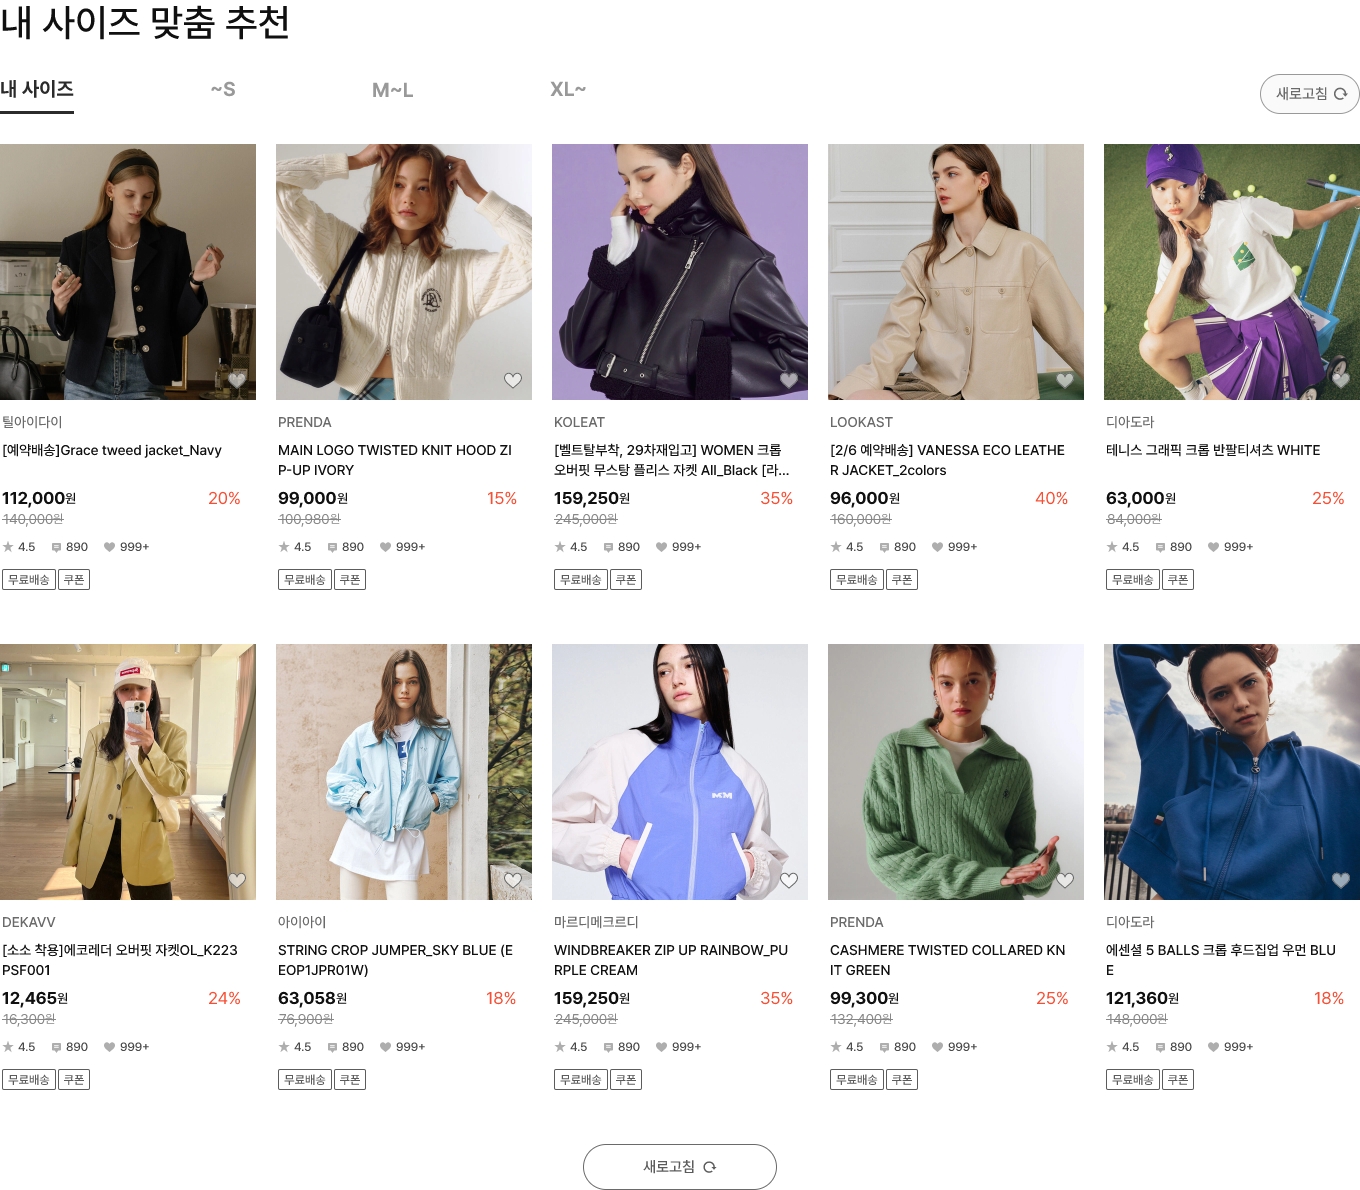 내 사이즈 맞춤 추천
내 사이즈
~S
M~L
XL~
새로고침
틸아이다이
[예약배송]Grace tweed jacket_Navy
112,000원 20%
140,000원
4.5 890 999+
무료배송 쿠폰
PRENDA
MAIN LOGO TWISTED KNIT HOOD ZI
P-UP IVORY
99,000원 15%
100,980원
4.5 890 999+
무료배송 쿠폰
KOLEAT
[벨트탈부착, 29차재입고] WOMEN 크롭
오버핏 무스탕 플리스 자켓 All_Black [라...
159,250원 35%
245,000원
4.5 890 999+
무료배송 쿠폰
LOOKAST
[2/6 예약배송] VANESSA ECO LEATHE
R JACKET_2colors
96,000원 40%
160,000원
4.5 890 999+
무료배송 쿠폰
디아도라
테니스 그래픽 크롭 반팔티셔츠 WHITE
63,000원 25%
84,000원
4.5 890 999+
무료배송 쿠폰
DEKAVV
[소소 착용]에코레더 오버핏 자켓OL_K223
PSF001
12,465원 24%
16,300원
4.5 890 999+
무료배송 쿠폰
아이아이
STRING CROP JUMPER_SKY BLUE (E
EOP1JPR01W)
63,058원 18%
76,900원
4.5 890 999+
무료배송 쿠폰
마르디메크르디
WINDBREAKER ZIP UP RAINBOW_PU
RPLE CREAM
159,250원 35%
245,000원
4.5 890 999+
무료배송 쿠폰
PRENDA
CASHMERE TWISTED COLLARED KN
IT GREEN
99,300원 25%
132,400원
4.5 890 999+
무료배송 쿠폰
디아도라
에센셜 5 BALLS 크롭 후드집업 우먼 BLU
E
121,360원 18%
148,000원
4.5 890 999+
무료배송 쿠폰
새로고침